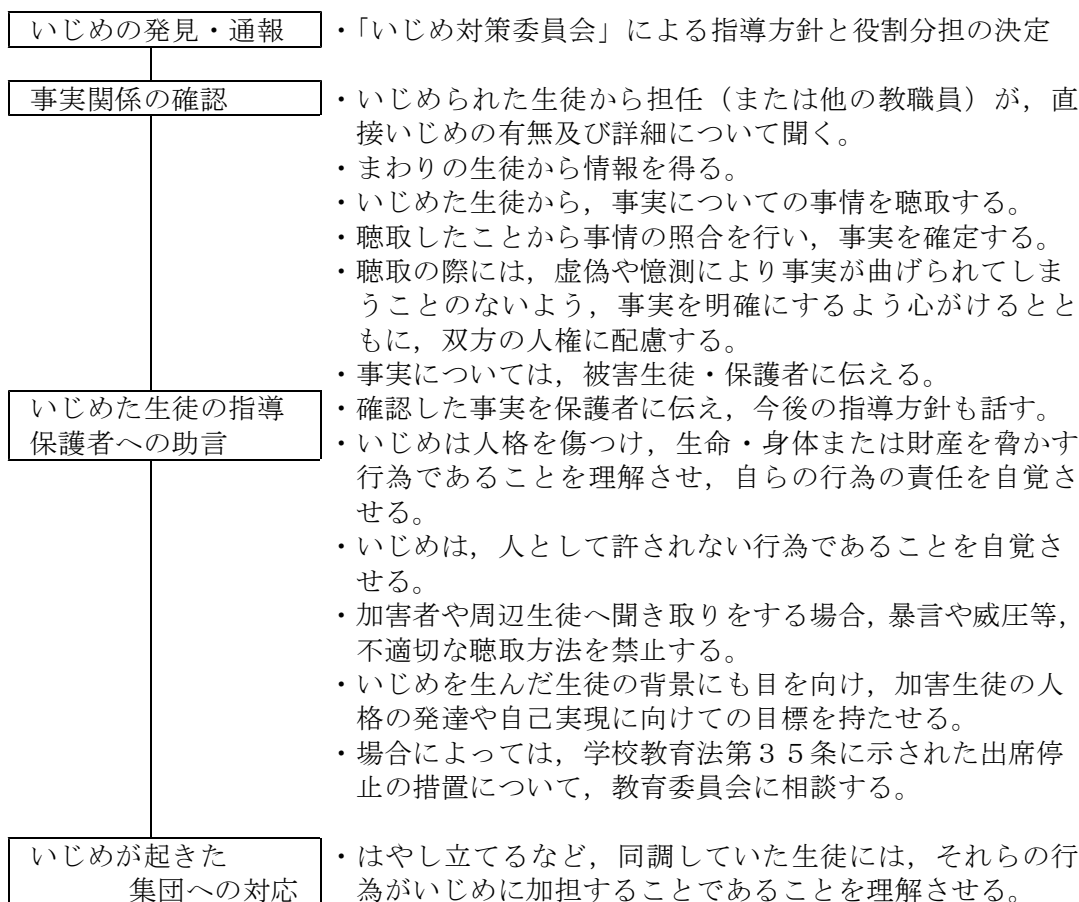 いじめの発見・通報 ・「いじめ対策委員会」による指導方針と役割分担の決定
事実関係の確認 ・いじめられた生徒から担任（または他の教職員）が，直
接いじめの有無及び詳細について聞く。
・まわりの生徒から情報を得る。
・いじめた生徒から，事実についての事情を聴取する。
・聴取したことから事情の照合を行い，事実を確定する。
・聴取の際には，虚偽や憶測により事実が曲げられてしま
うことのないよう，事実を明確にするよう心がけるとと
もに，双方の人権に配慮する。
・事実については，被害生徒・保護者に伝える。
いじめた生徒の指導 ・確認した事実を保護者に伝え，今後の指導方針も話す。
保護者への助言 ・いじめは人格を傷つけ，生命・身体または財産を脅かす
行為であることを理解させ，自らの行為の責任を自覚さ
せる。
・いじめは，人として許されない行為であることを自覚さ
せる。
・加害者や周辺生徒へ聞き取りをする場合，暴言や威圧等，
不適切な聴取方法を禁止する。
・いじめを生んだ生徒の背景にも目を向け，加害生徒の人
格の発達や自己実現に向けての目標を持たせる。
・場合によっては，学校教育法第３５条に示された出席停
止の措置について，教育委員会に相談する。
いじめが起きた ・はやし立てるなど，同調していた生徒には，それらの行
集団への対応 為がいじめに加担することであることを理解させる。